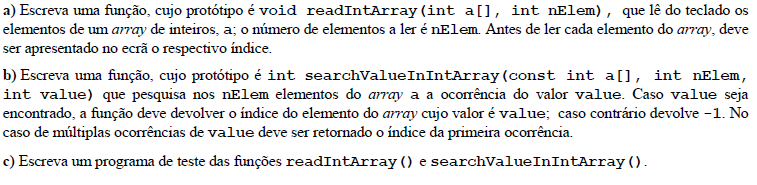 a) Escreva uma função, cujo protótipo é void readIntArray(int a[], int nElem), que lê do teclado os
elementos de um array de inteiros, a; o número de elementos a ler é nElem. Antes de ler cada elemento do array, deve
ser apresentado no ecrã o respectivo índice.
b) Escreva uma função, cujo protótipo é int searchValueInIntArray(const int a[], int nElem,
int value) que pesquisa nos nElem elementos do array a a ocorrência do valor value. Caso value seja
encontrado, a função deve devolver o índice do elemento do array cujo valor é value; caso contrário devolve -1. No
caso de múltiplas ocorrências de value deve ser retornado o índice da primeira ocorrência.
c) Escreva um programa de teste das funções readIntArray() e searchValueInIntArray().